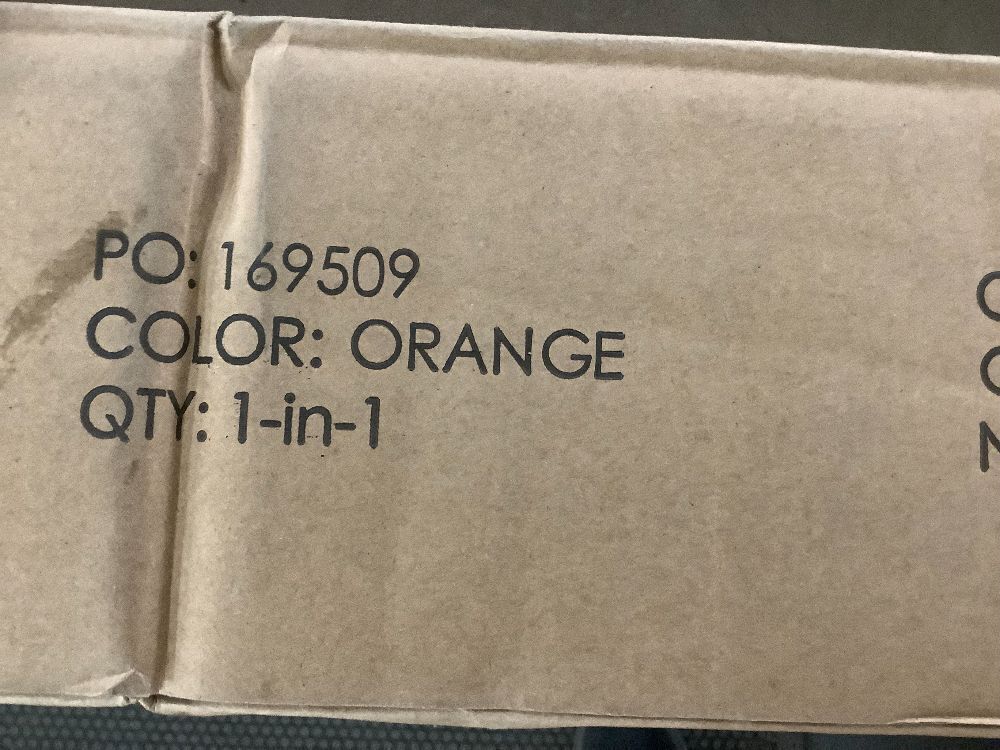 PO: 169509
COLOR: ORANGE
QTY: 1-in-1